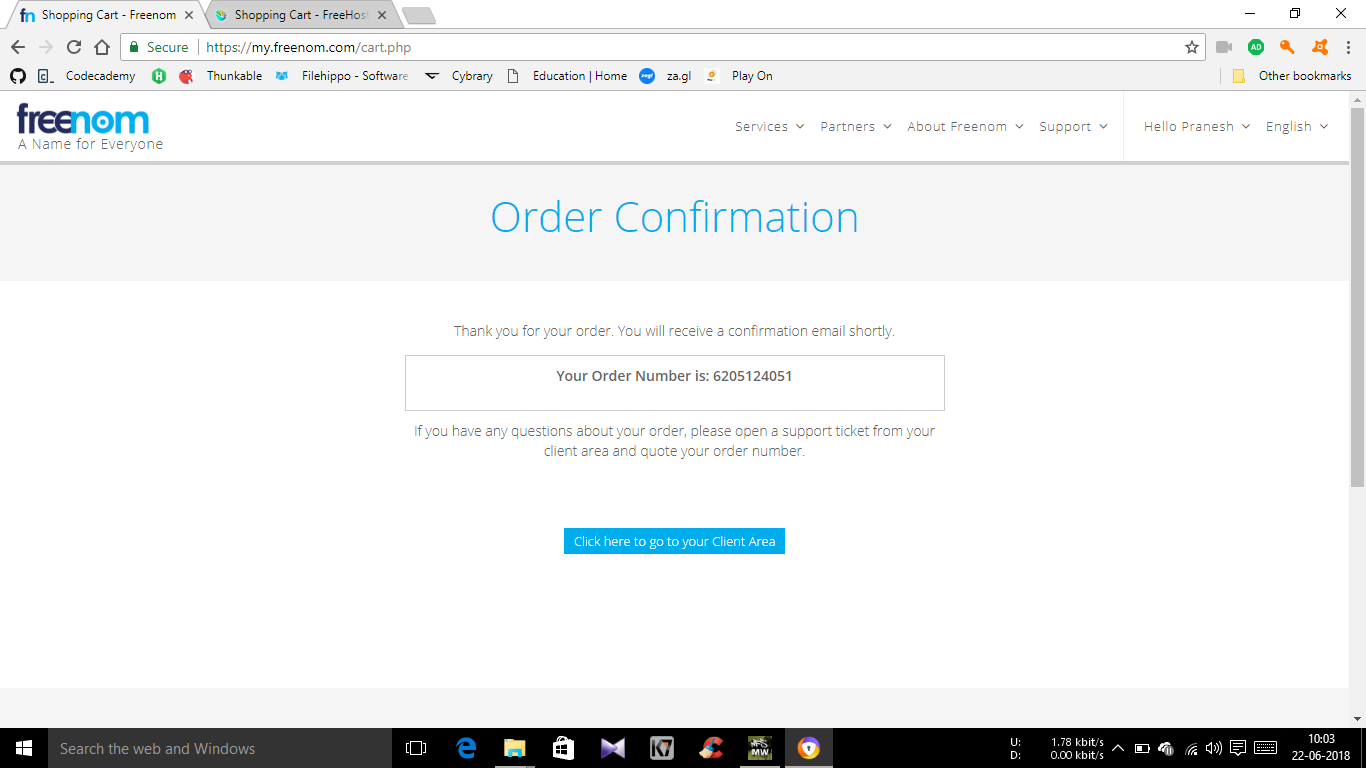 Shopping Cart - Freenom
Shopping Cart - FreeHos
Secure
https://my.freenom.com/cart.php
AD
Codecademy
Thunkable
Filehippo - Software
Cybrary
Education | Home
za.gl
Play On
Other bookmarks
freenom
A Name for Everyone
Services
Partners
About Freenom
Support
Hello Pranesh
English
Order Confirmation
Thank you for your order. You will receive a confirmation email shortly.
Your Order Number is: 6205124051
If you have any questions about your order, please open a support ticket from your
client area and quote your order number.
Click here to go to your Client Area
Search the web and Windows
MW
U: 1.78 kbit/s
D: 0.00 kbit/s
10:03
22-06-2018